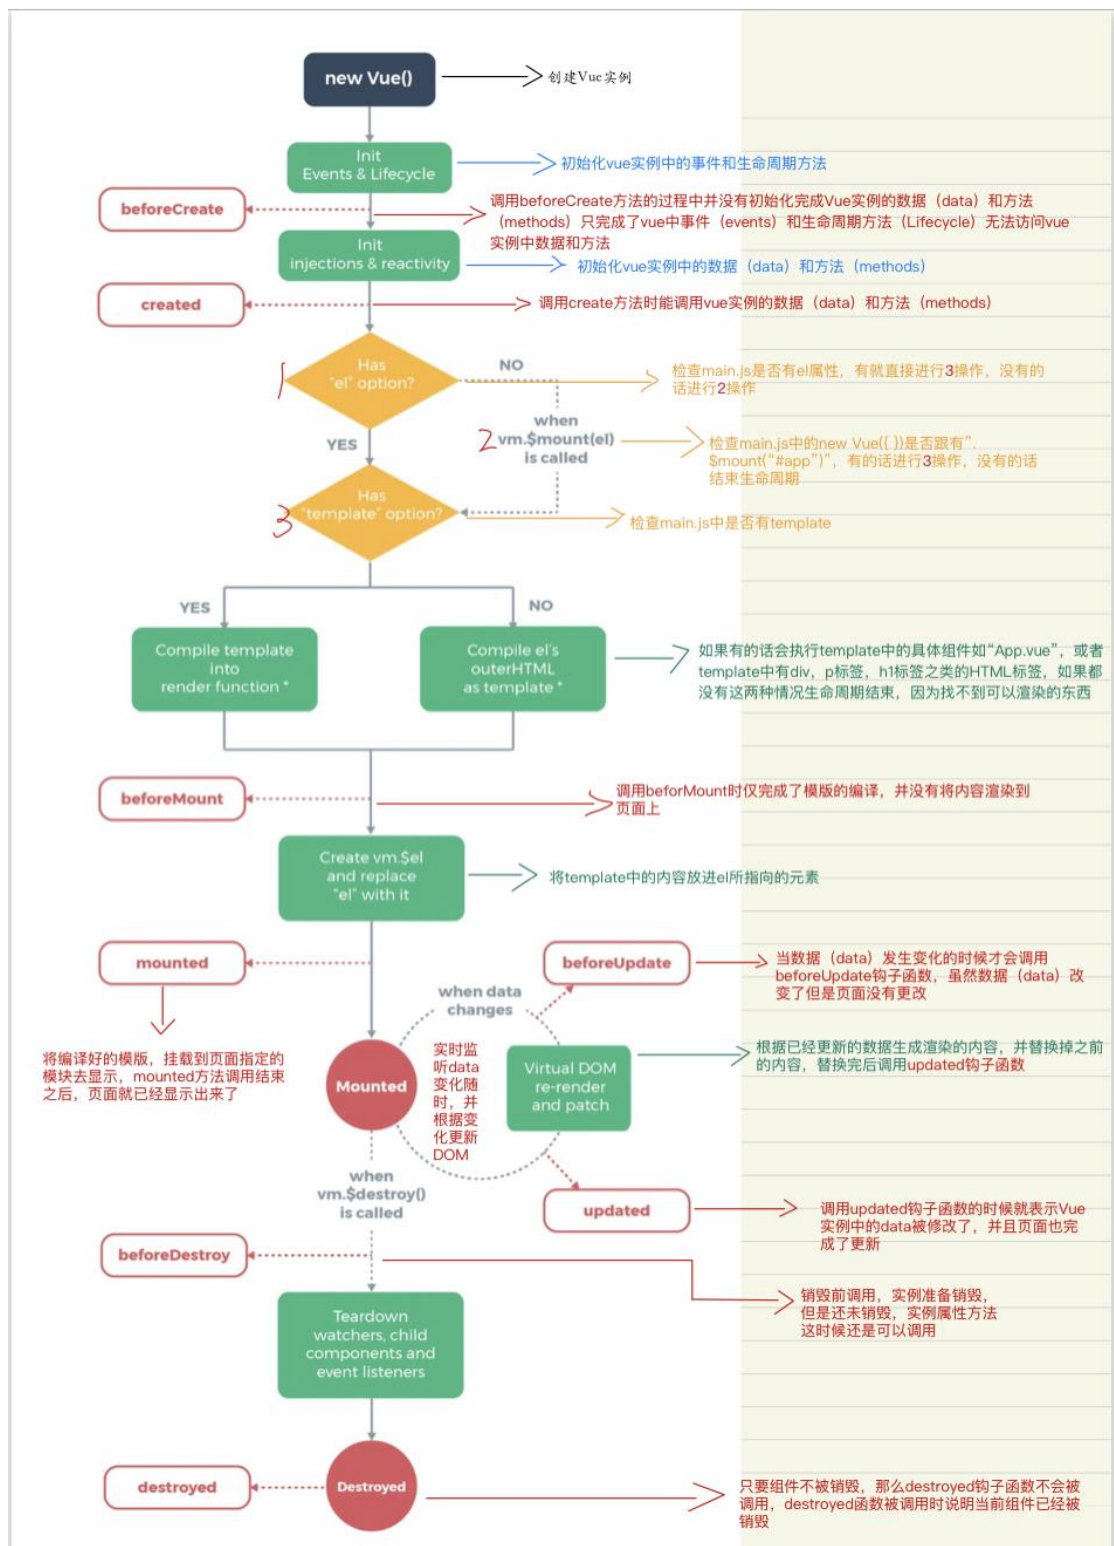 new Vue()
创建Vue实例
Init
Events & Lifecycle
初始化vue实例中的事件和生命周期方法
beforeCreate
调用beforeCreate方法的过程中并没有初始化完成Vue实例的数据（data）和方法
（methods）只完成了vue中事件（events）和生命周期方法（Lifecycle）无法访问vue
实例中数据和方法
Init
injections & reactivity
初始化vue实例中的数据（data）和方法（methods）
created
调用create方法时能调用vue实例的数据（data）和方法（methods）
1
Has
"el" option?
NO
检查main.js是否有el属性，有就直接进行3操作，没有的
话进行2操作
YES
2
when
vm.$mount(el)
is called
检查main.js中的new Vue({ })是否跟有”.
$mount(“#app”)”，有的话进行3操作，没有的话
结束生命周期
3
Has
"template" option?
检查main.js中是否有template
YES
NO
Compile template
into
render function *
Compile el's
outerHTML
as template *
如果有的话会执行template中的具体组件如“App.vue”，或者
template中有div，p标签，h1标签之类的HTML标签，如果都
没有这两种情况生命周期结束，因为找不到可以渲染的东西
beforeMount
调用beforMount时仅完成了模版的编译，并没有将内容渲染到
页面上
Create vm.$el
and replace
"el" with it
将template中的内容放进el所指向的元素
mounted
将编译好的模版，挂载到页面指定的
模块去显示，mounted方法调用结束
之后，页面就已经显示出来了
beforeUpdate
当数据（data）发生变化的时候才会调用
beforeUpdate钩子函数，虽然数据（data）改
变了但是页面没有更改
when data
changes
Mounted
实时监
听data
变化随
时，并
根据变
化更新
DOM
Virtual DOM
re-render
and patch
根据已经更新的数据生成渲染的内容，并替换掉之前
的内容，替换完后调用updated钩子函数
when
vm.$destroy()
is called
updated
调用updated钩子函数的时候就表示Vue
实例中的data被修改了，并且页面也完
成了更新
beforeDestroy
销毁前调用，实例准备销毁，
但是还未销毁，实例属性方法
这时候还是可以调用
Teardown
watchers, child
components and
event listeners
destroyed
Destroyed
只要组件不被销毁，那么destroyed钩子函数不会被
调用，destroyed函数被调用时说明当前组件已经被
销毁